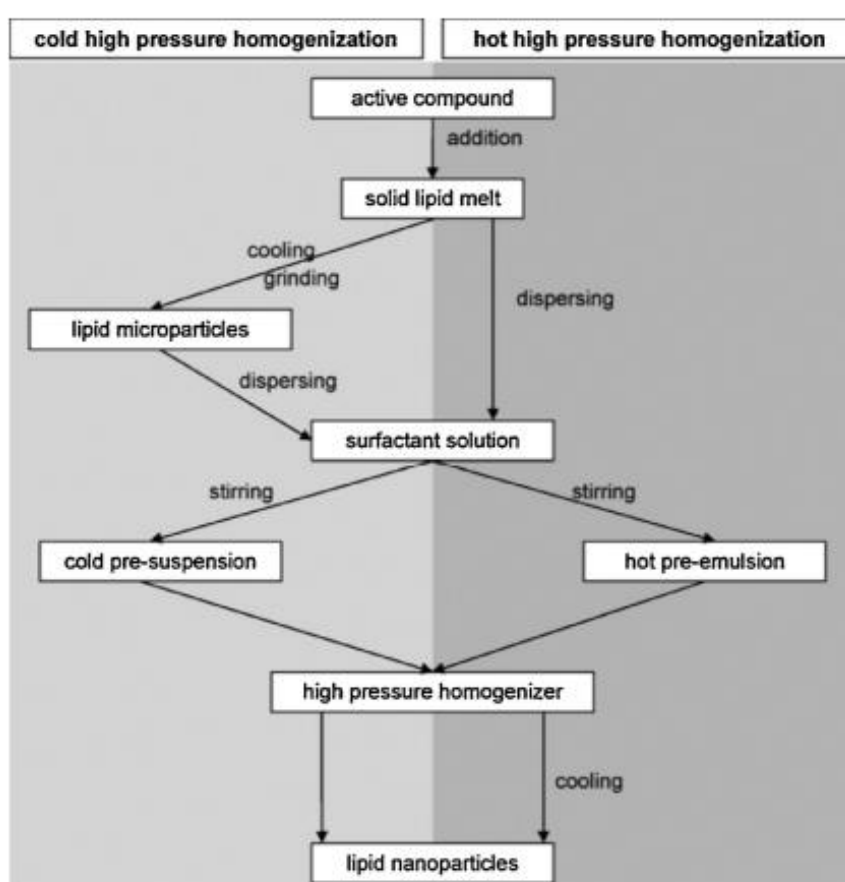 cold high pressure homogenization
hot high pressure homogenization
active compound
addition
solid lipid melt
cooling
grinding
dispersing
lipid microparticles
dispersing
surfactant solution
stirring
stirring
cold pre-suspension
hot pre-emulsion
high pressure homogenizer
cooling
lipid nanoparticles